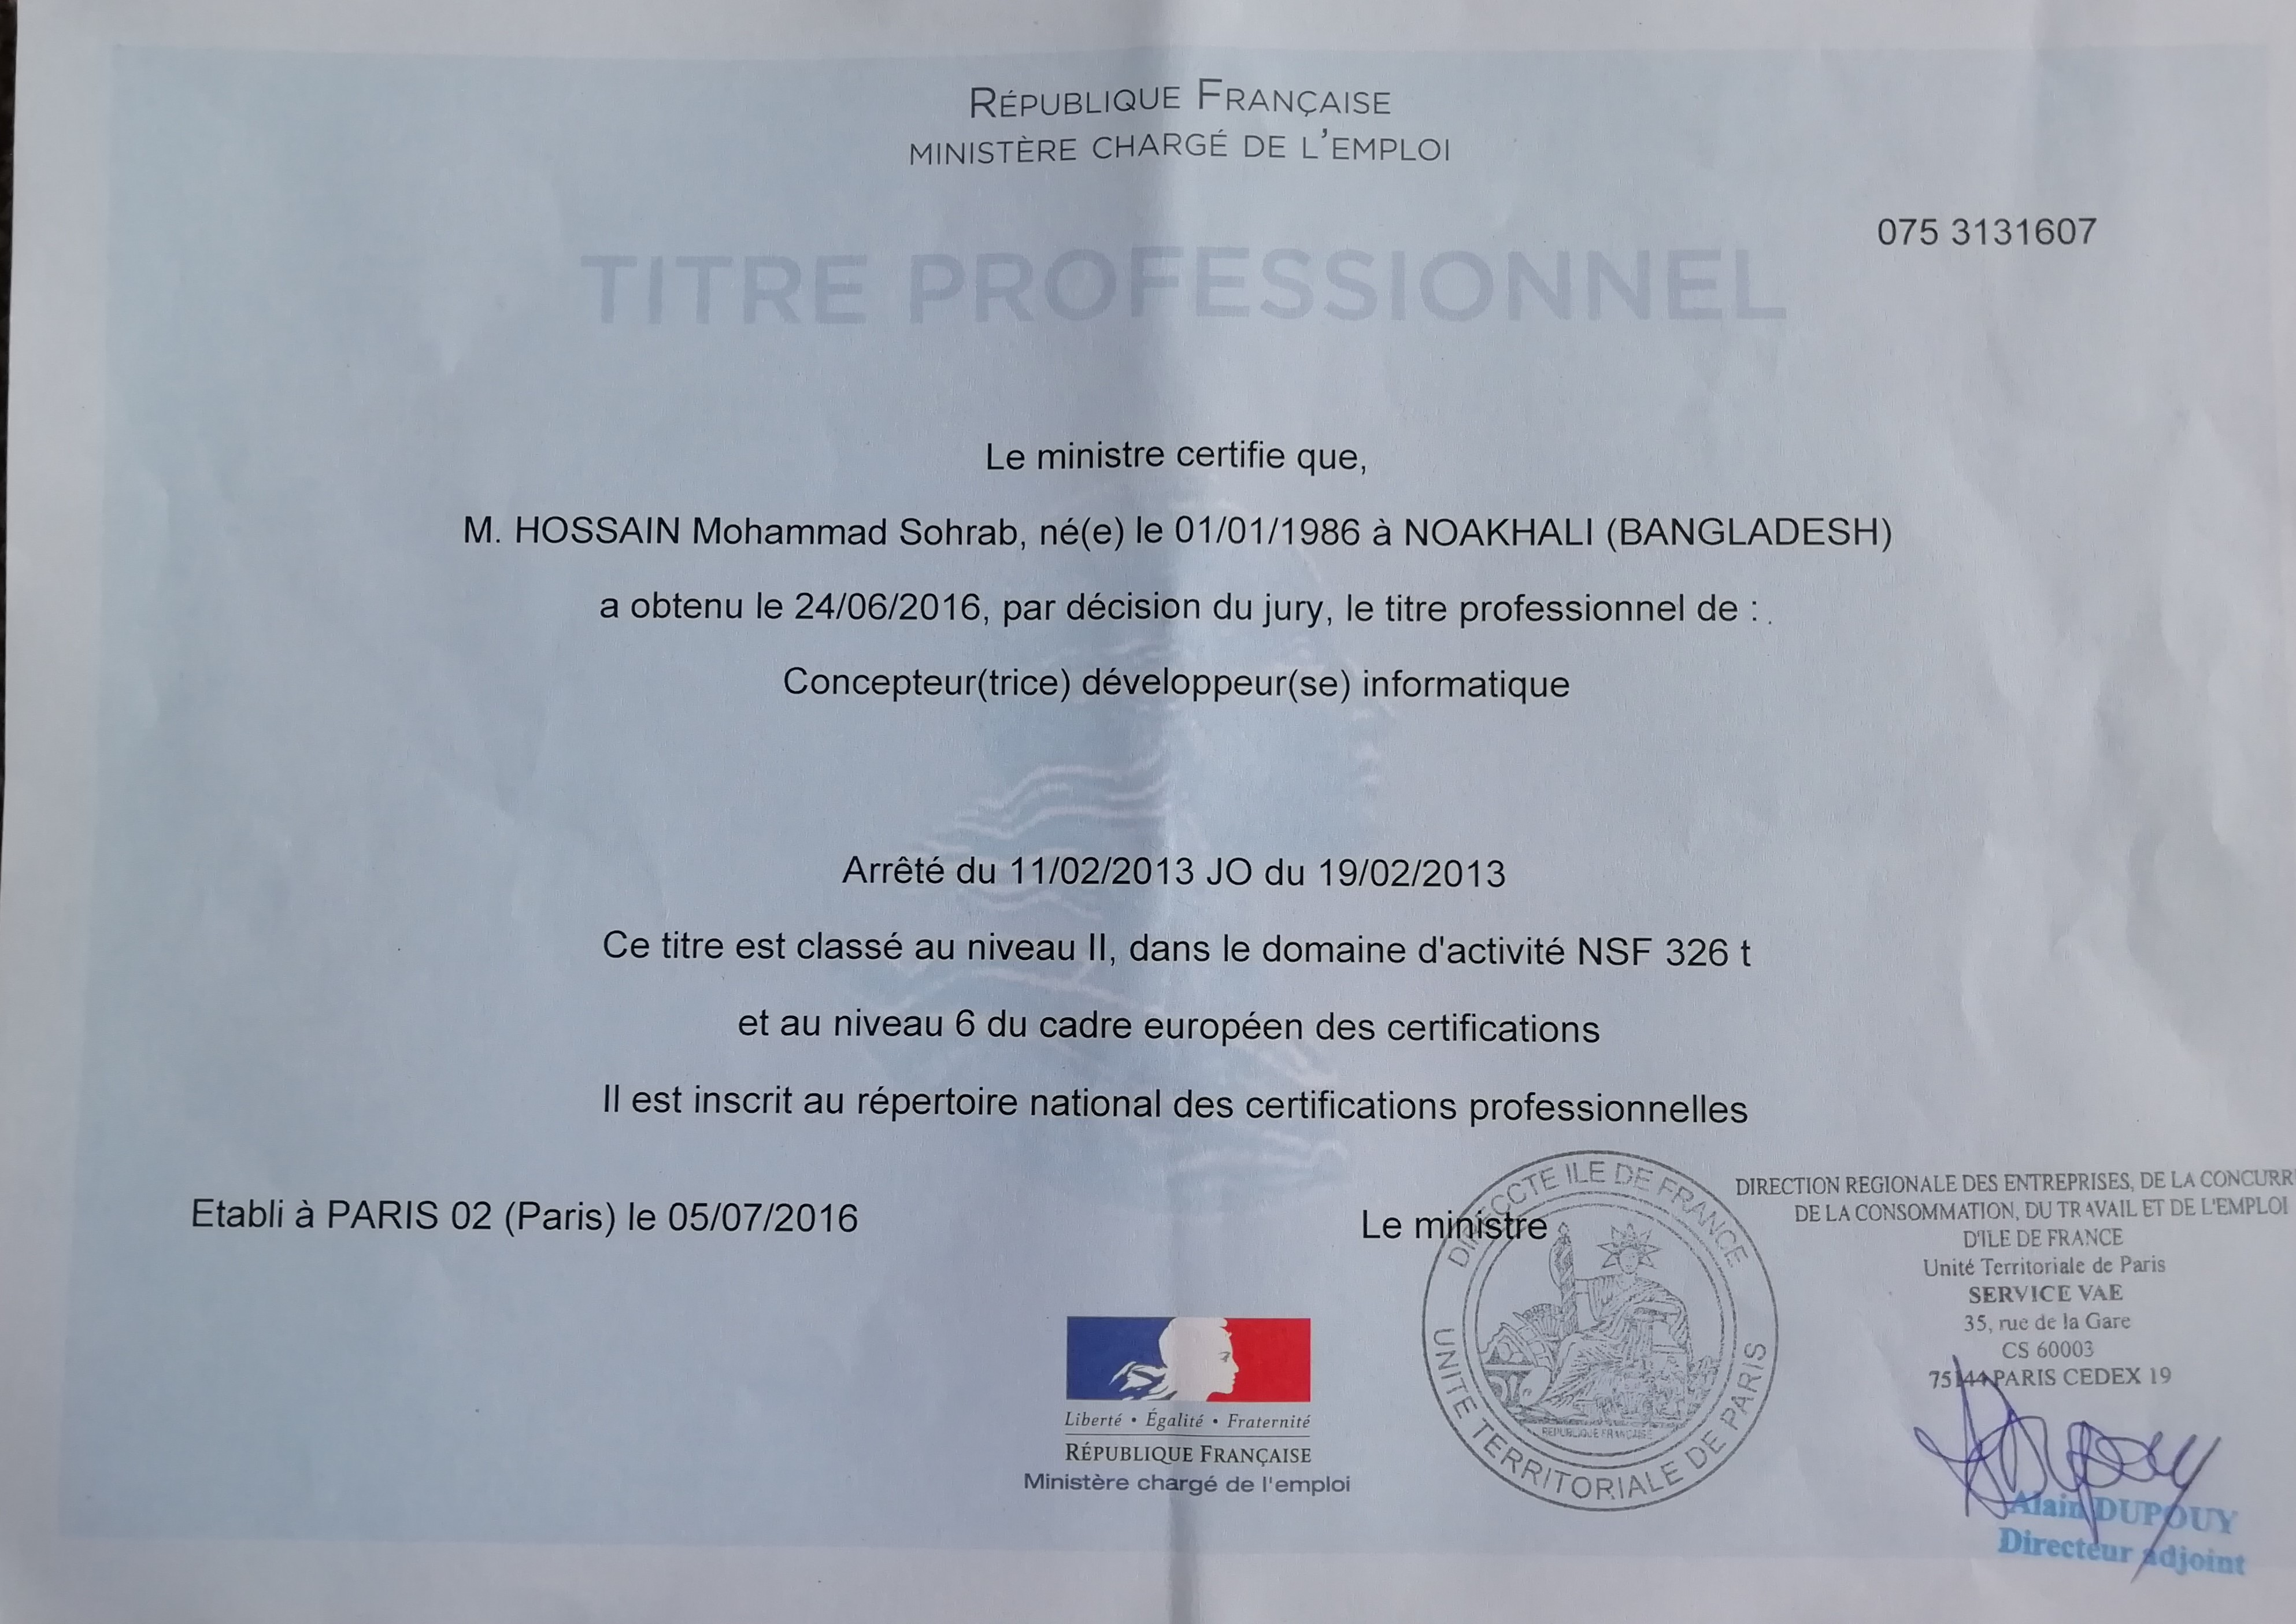 RÉPUBLIQUE FRANÇAISE
MINISTÈRE CHARGÉ DE L'EMPLOI
075 3131607
TITRE PROFESSIONNEL
Le ministre certifie que,
M. HOSSAIN Mohammad Sohrab, né(e) le 01/01/1986 à NOAKHALI (BANGLADESH)
a obtenu le 24/06/2016, par décision du jury, le titre professionnel de :
Concepteur(trice) développeur(se) informatique
Arrêté du 11/02/2013 JO du 19/02/2013
Ce titre est classé au niveau II, dans le domaine d'activité NSF 326 t
et au niveau 6 du cadre européen des certifications
Il est inscrit au répertoire national des certifications professionnelles
Etabli à PARIS 02 (Paris) le 05/07/2016
Le ministre
DIRECCTE ILE DE FRANCE
UNITE TERRITORIALE DE PARIS
REPUBLIQUE FRANCAISE
DIRECTION REGIONALE DES ENTREPRISES, DE LA CONCURR
DE LA CONSOMMATION, DU TRAVAIL ET DE L'EMPLOI
D'ILE DE FRANCE
Unité Territoriale de Paris
SERVICE VAE
35, rue de la Gare
CS 60003
75144 PARIS CEDEX 19
Alain DUPOUY
Directeur adjoint
Liberté • Égalité • Fraternité
RÉPUBLIQUE FRANÇAISE
Ministère chargé de l'emploi